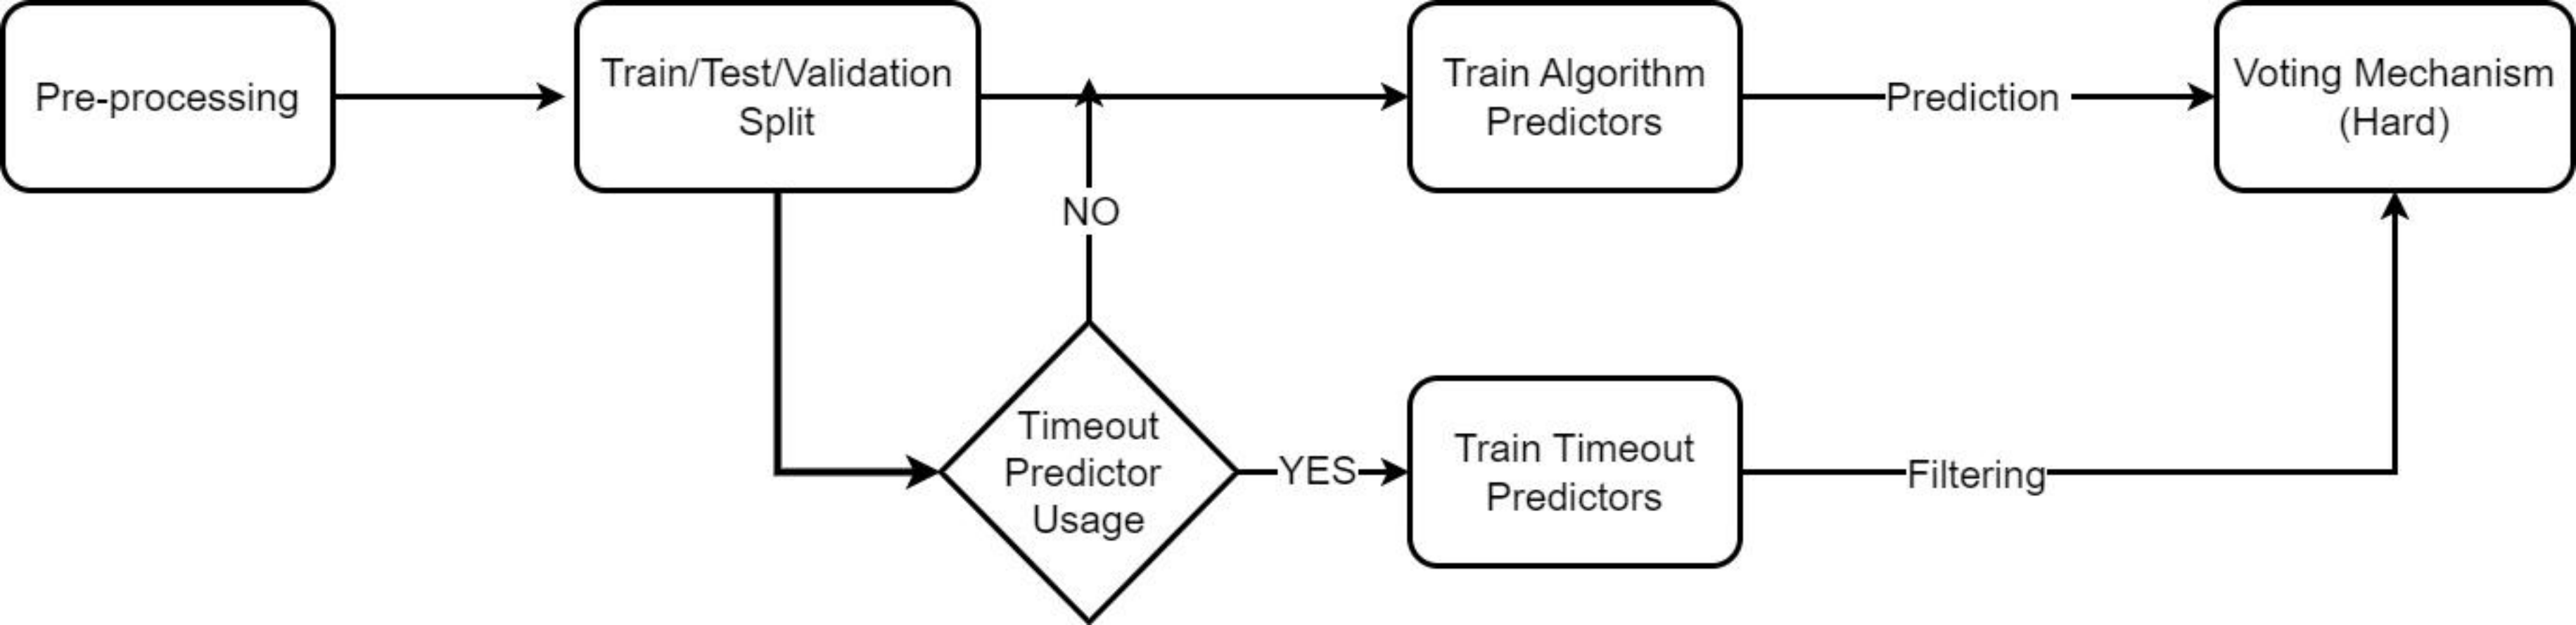 Pre-processing
Train/Test/Validation
Split
Train Algorithm
Predictors
Prediction
Voting Mechanism
(Hard)
NO
Timeout
Predictor
Usage
YES
Train Timeout
Predictors
Filtering